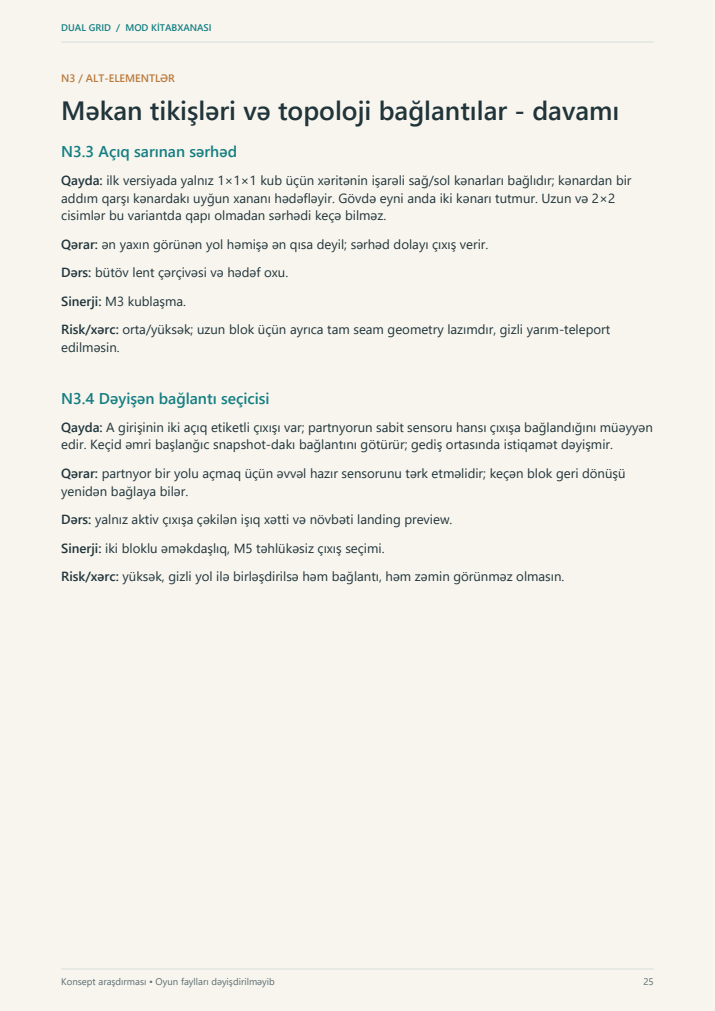 DUAL GRID / MOD KİTABXANASI
N3 / ALT-ELEMENTLƏR
Məkan tikişləri və topoloji bağlantılar - davamı
N3.3 Açıq sarınan sərhəd
Qayda: ilk versiyada yalnız 1×1×1 kub üçün xəritənin işarəli sağ/sol kənarları bağlıdır; kənardan bir
addım qarşı kənardakı uyğun xananı hədəfləyir. Gövdə eyni anda iki kənarı tutmur. Uzun və 2×2
cisimlər bu variantda qapı olmadan sərhədi keçə bilməz.
Qərar: ən yaxın görünən yol həmişə ən qısa deyil; sərhəd dolayı çıxış verir.
Dərs: bütöv lent çərçivəsi və hədəf oxu.
Sinerji: M3 kublaşma.
Risk/xərc: orta/yüksək; uzun blok üçün ayrıca tam seam geometry lazımdır, gizli yarım-teleport
edilməsin.
N3.4 Dəyişən bağlantı seçicisi
Qayda: A girişinin iki açıq etiketli çıxışı var; partnyorun sabit sensoru hansı çıxışa bağlandığını müəyyən
edir. Keçid əmri başlanğıc snapshot-dakı bağlantını götürür; gediş ortasında istiqamət dəyişmir.
Qərar: partnyor bir yolu açmaq üçün əvvəl hazır sensorunu tərk etməlidir; keçən blok geri dönüşü
yenidən bağlaya bilər.
Dərs: yalnız aktiv çıxışa çəkilən işıq xətti və növbəti landing preview.
Sinerji: iki bloklu əməkdaşlıq, M5 təhlükəsiz çıxış seçimi.
Risk/xərc: yüksək, gizli yol ilə birləşdirilsə həm bağlantı, həm zəmin görünməz olmasın.
Konsept araşdırması • Oyun faylları dəyişdirilməyib
25